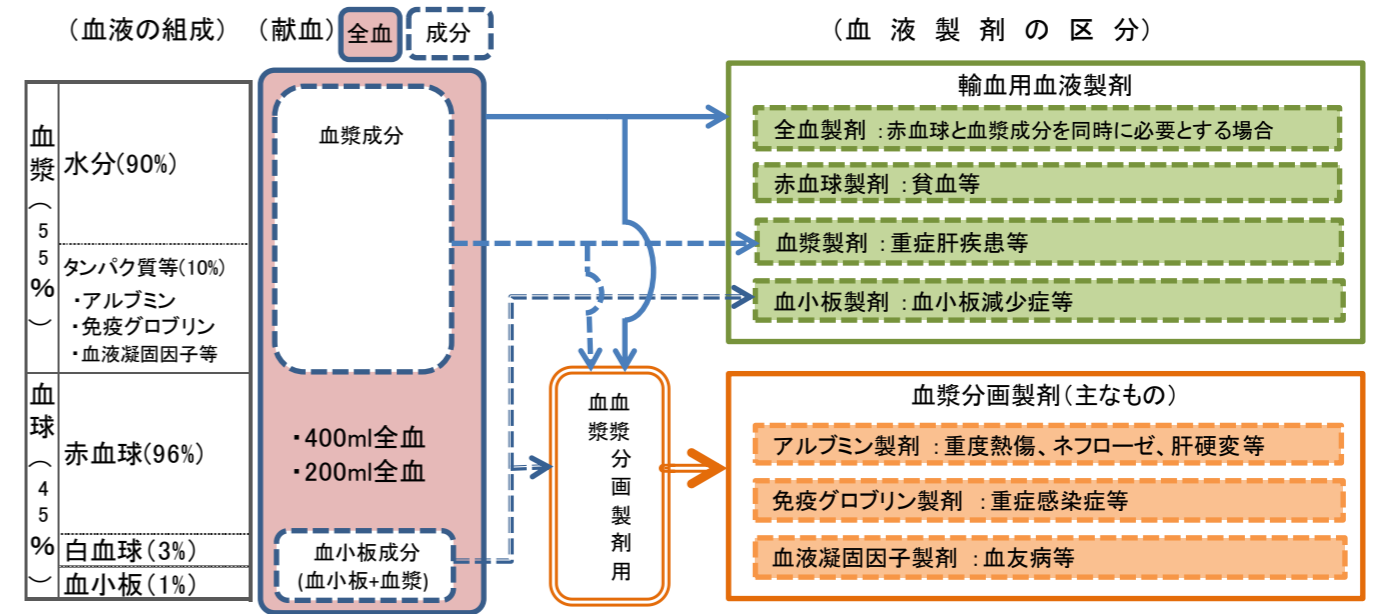 (血液の組成)
(献血)
全血
成分
(血液製剤の区分)
血漿(55%)
水分(90%)
タンパク質等(10%)
・アルブミン
・免疫グロブリン
・血液凝固因子等
血球(45%)
赤血球(96%)
白血球(3%)
血小板(1%)
血漿成分
・400ml全血
・200ml全血
血小板成分
(血小板+血漿)
血漿分画製剤用
血漿
輸血用血液製剤
全血製剤:赤血球と血漿成分を同時に必要とする場合
赤血球製剤:貧血等
血漿製剤:重症肝疾患等
血小板製剤:血小板減少症等
血漿分画製剤(主なもの)
アルブミン製剤:重度熱傷、ネフローゼ、肝硬変等
免疫グロブリン製剤:重症感染症等
血液凝固因子製剤:血友病等